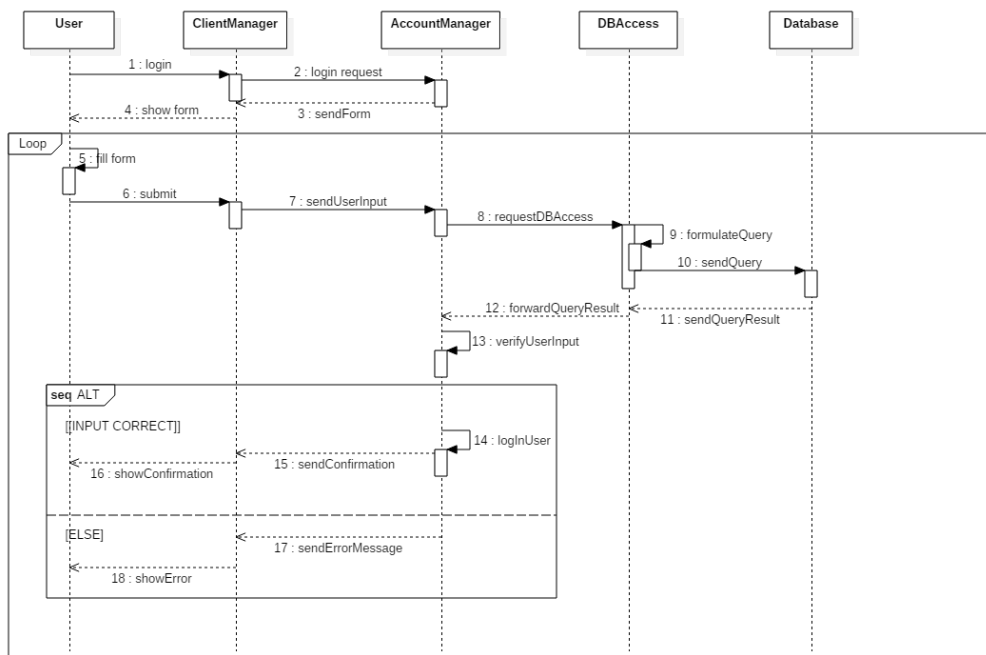 User ClientManager AccountManager DBAccess Database
1 : login
2 : login request
3 : sendForm
4 : show form
Loop
5 : fill form
6 : submit
7 : sendUserInput
8 : requestDBAccess
9 : formulateQuery
10 : sendQuery
11 : sendQueryResult
12 : forwardQueryResult
13 : verifyUserInput
seq ALT
[[INPUT CORRECT]]
14 : logInUser
15 : sendConfirmation
16 : showConfirmation
[ELSE]
17 : sendErrorMessage
18 : showError